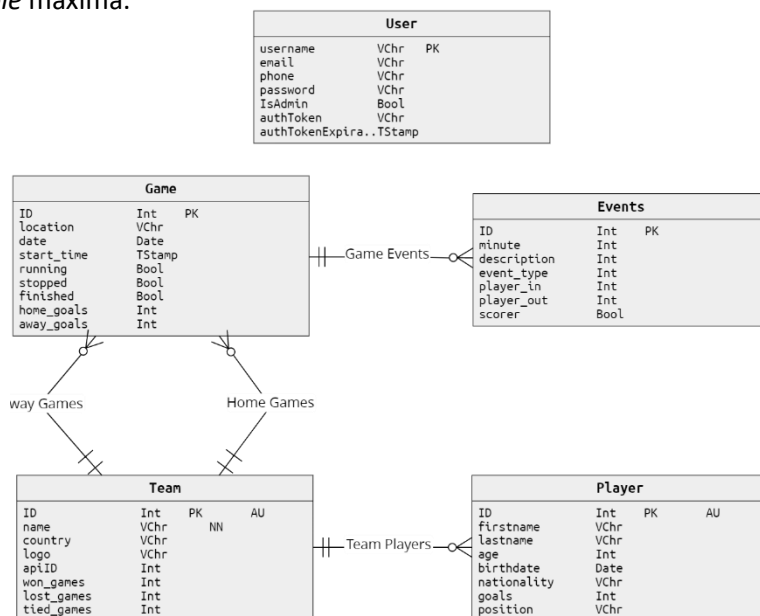 máxima.
User
username VChr PK
email VChr
phone VChr
password VChr
IsAdmin Bool
authToken VChr
authTokenExpira..TStamp
Game
ID Int PK
location VChr
date Date
start_time TStamp
running Bool
stopped Bool
finished Bool
home_goals Int
away_goals Int
Game Events
Events
ID Int PK
minute Int
description Int
event_type Int
player_in Int
player_out Int
scorer Bool
way Games
Home Games
Team
ID Int PK AU
name VChr NN
country VChr
logo VChr
apiID Int
won_games Int
lost_games Int
tied_games Int
Team Players
Player
ID Int PK AU
firstname VChr
lastname VChr
age Int
birthdate Date
nationality VChr
goals Int
position VChr